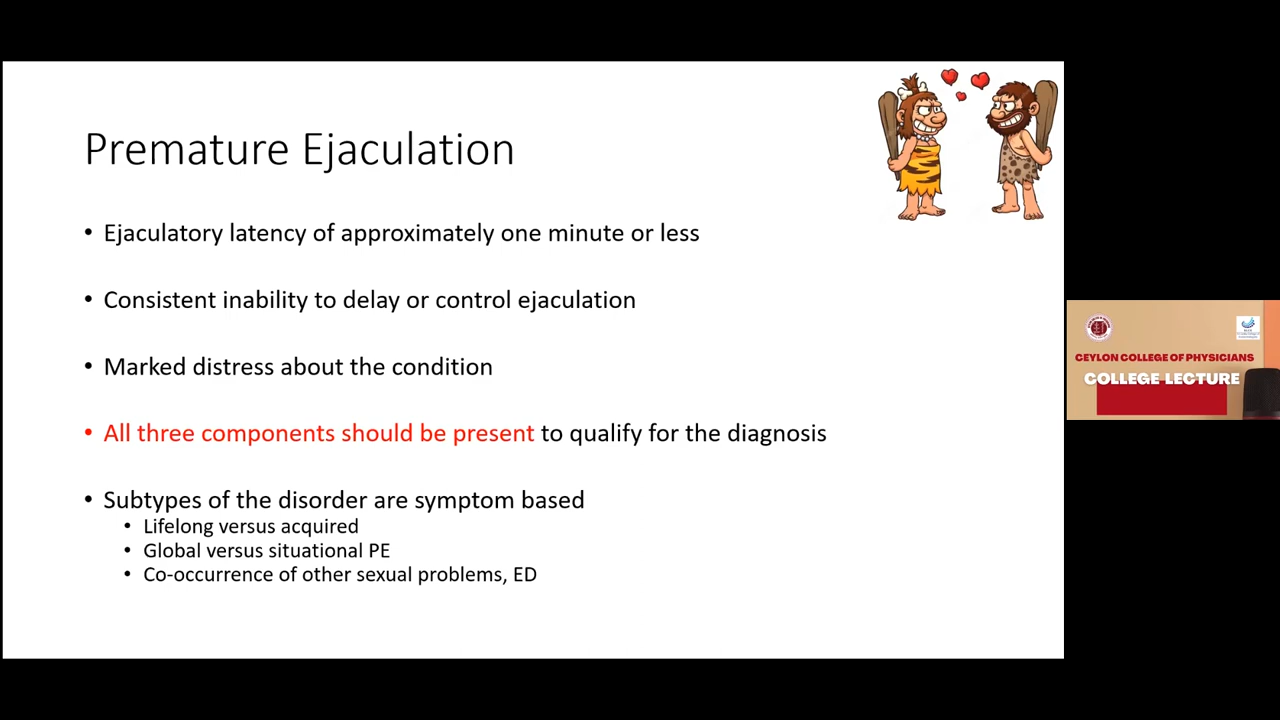 Premature Ejaculation
• Ejaculatory latency of approximately one minute or less
• Consistent inability to delay or control ejaculation
• Marked distress about the condition
• All three components should be present to qualify for the diagnosis
• Subtypes of the disorder are symptom based
• Lifelong versus acquired
• Global versus situational PE
• Co-occurrence of other sexual problems, ED
CEYLON COLLEGE OF PHYSICIANS
COLLEGE LECTURE